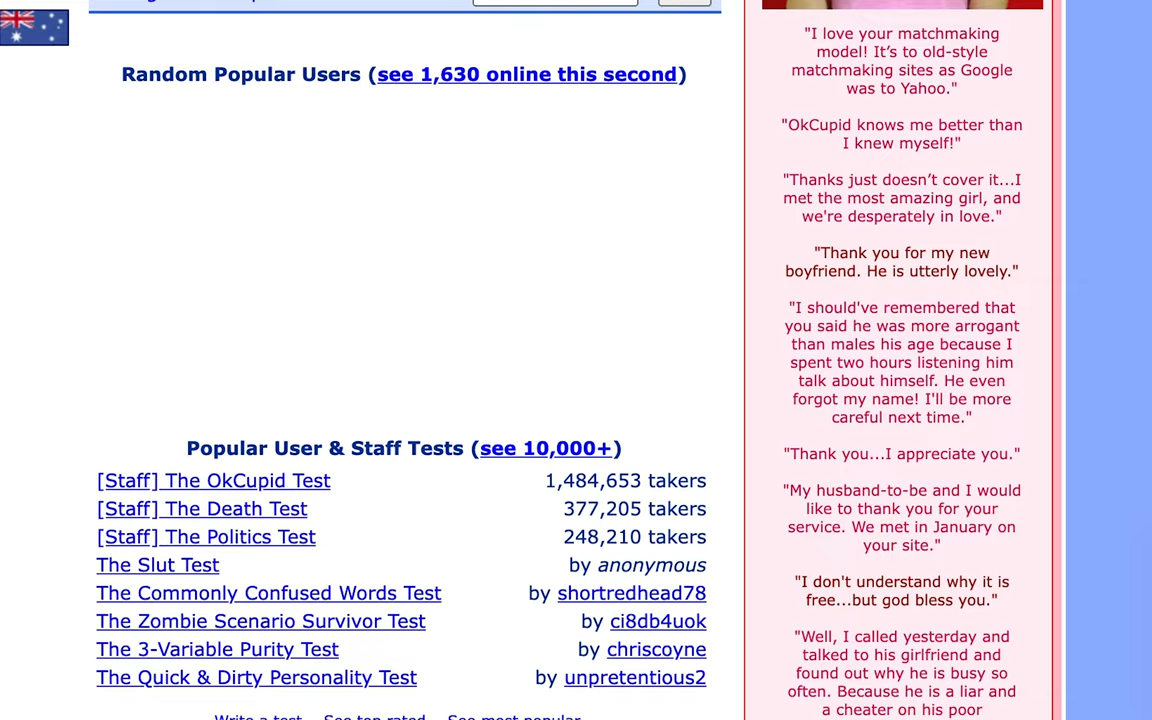 Random Popular Users (see 1,630 online this second)
Popular User & Staff Tests (see 10,000+)
[Staff] The OkCupid Test 1,484,653 takers
[Staff] The Death Test 377,205 takers
[Staff] The Politics Test 248,210 takers
The Slut Test by anonymous
The Commonly Confused Words Test by shortredhead78
The Zombie Scenario Survivor Test by ci8db4uok
The 3-Variable Purity Test by chriscoyne
The Quick & Dirty Personality Test by unpretentious2
Write a test See top rated See most popular
"I love your matchmaking
model! It’s to old-style
matchmaking sites as Google
was to Yahoo."
"OkCupid knows me better than
I knew myself!"
"Thanks just doesn’t cover it...I
met the most amazing girl, and
we're desperately in love."
"Thank you for my new
boyfriend. He is utterly lovely."
"I should've remembered that
you said he was more arrogant
than males his age because I
spent two hours listening him
talk about himself. He even
forgot my name! I'll be more
careful next time."
"Thank you...I appreciate you."
"My husband-to-be and I would
like to thank you for your
service. We met in January on
your site."
"I don't understand why it is
free...but god bless you."
"Well, I called yesterday and
talked to his girlfriend and
found out why he is busy so
often. Because he is a liar and
a cheater on his poor